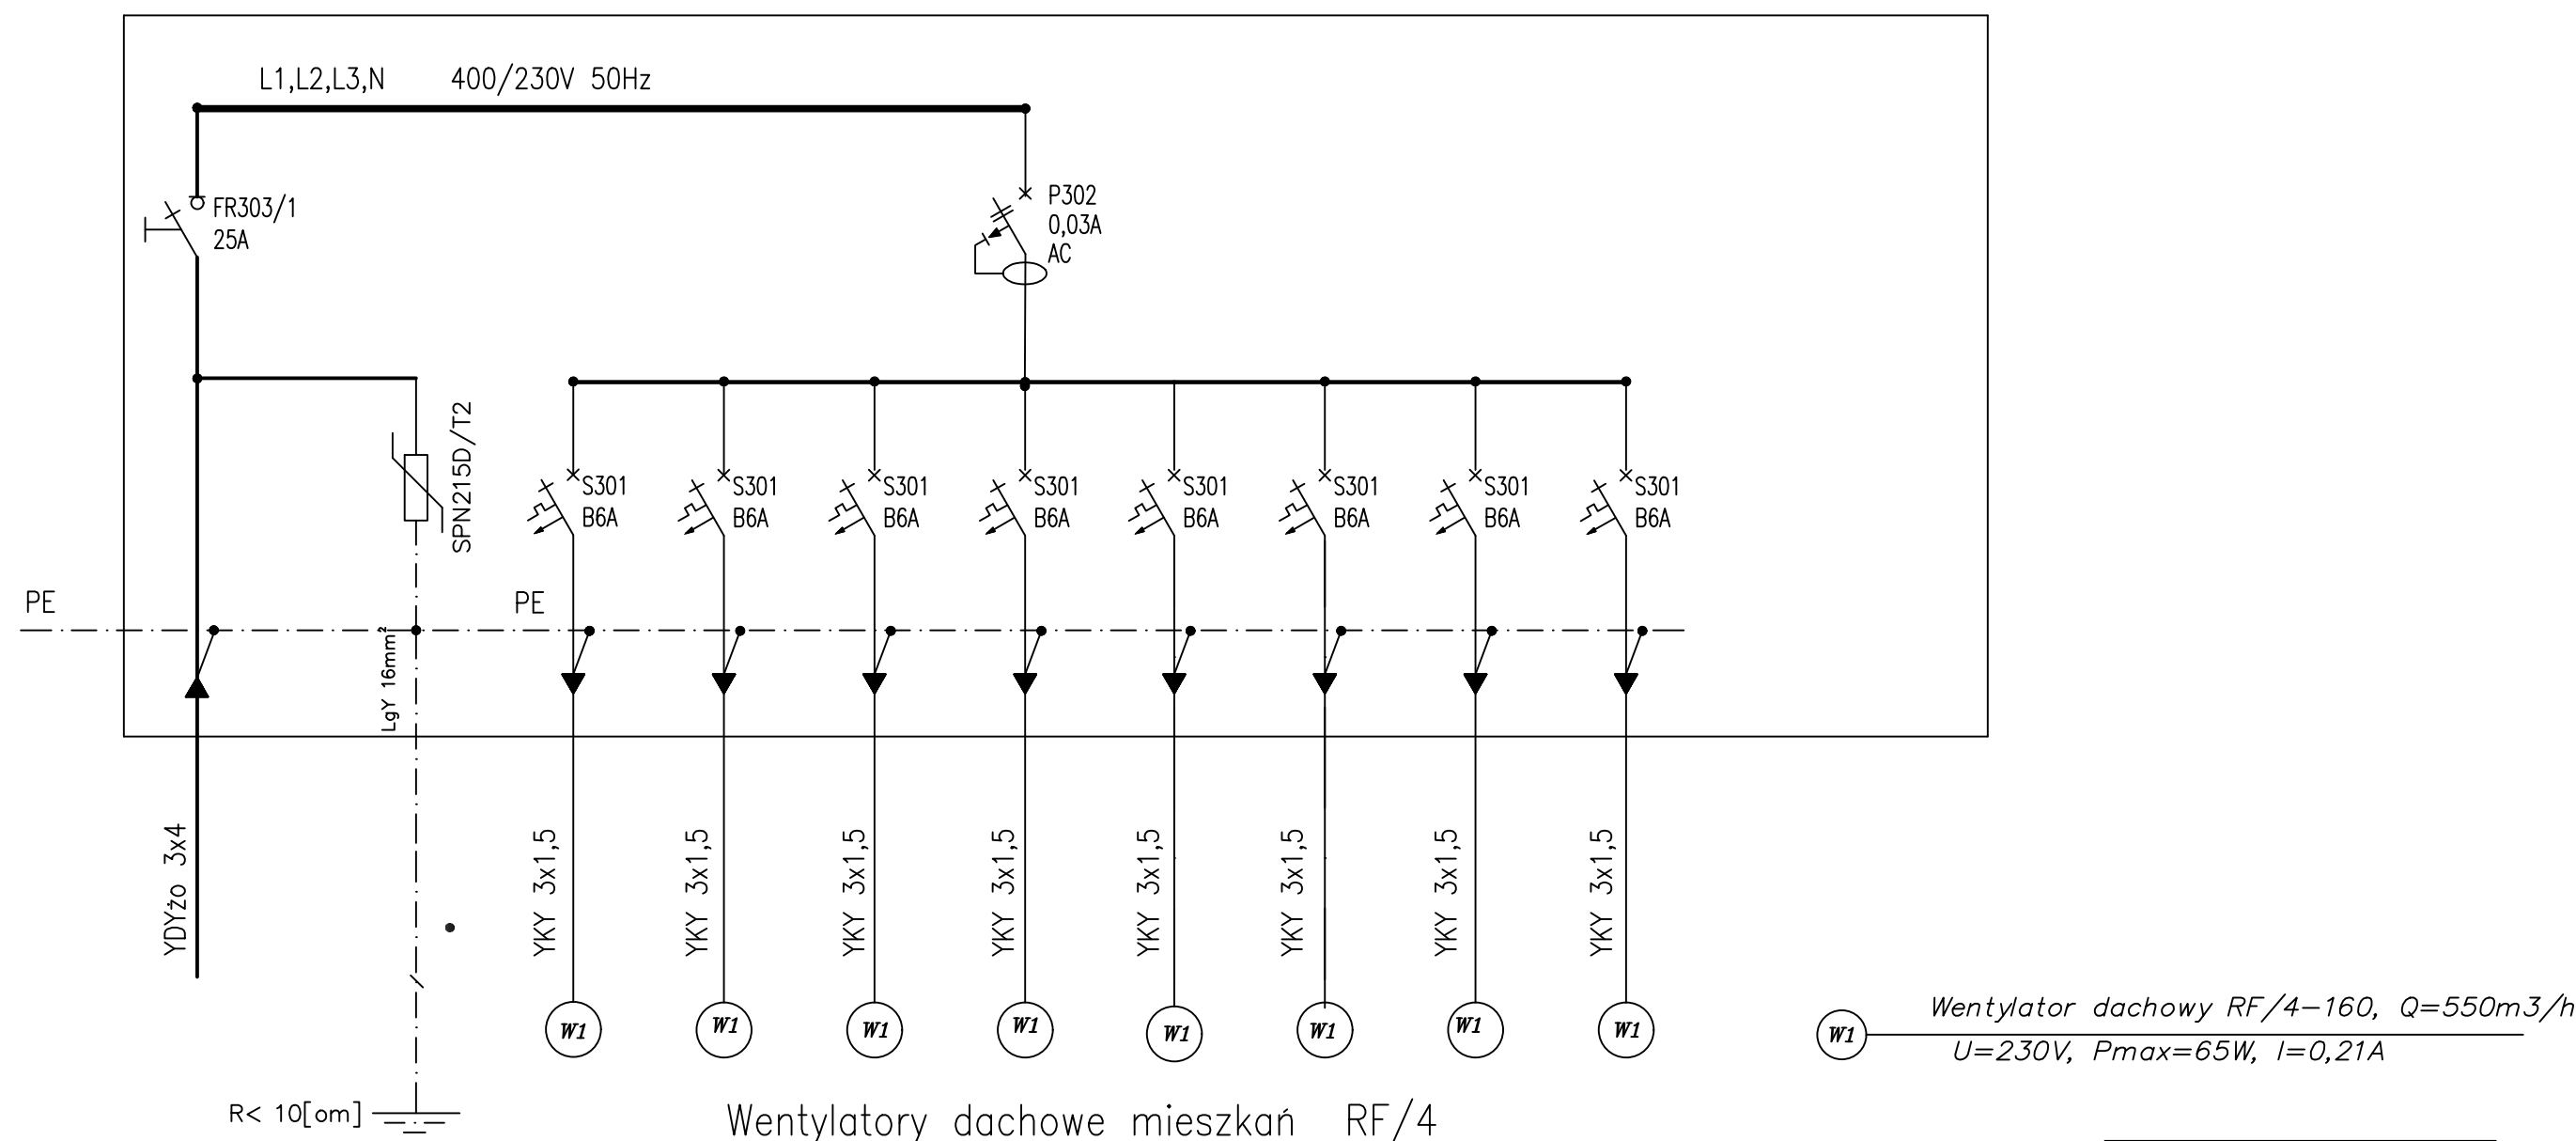 L1,L2,L3,N 400/230V 50Hz
FR303/1
25A
P302
0,03A
AC
SPN215D/T2
S301
B6A
S301
B6A
S301
B6A
S301
B6A
S301
B6A
S301
B6A
S301
B6A
S301
B6A
PE
PE
LgY 16mm²
YDYżo 3x4
YKY 3x1,5
YKY 3x1,5
YKY 3x1,5
YKY 3x1,5
YKY 3x1,5
YKY 3x1,5
YKY 3x1,5
YKY 3x1,5
W1
W1
W1
W1
W1
W1
W1
W1
W1
Wentylator dachowy RF/4-160, Q=550m3/h
U=230V, Pmax=65W, I=0,21A
R< 10[om]
Wentylatory dachowe mieszkań RF/4